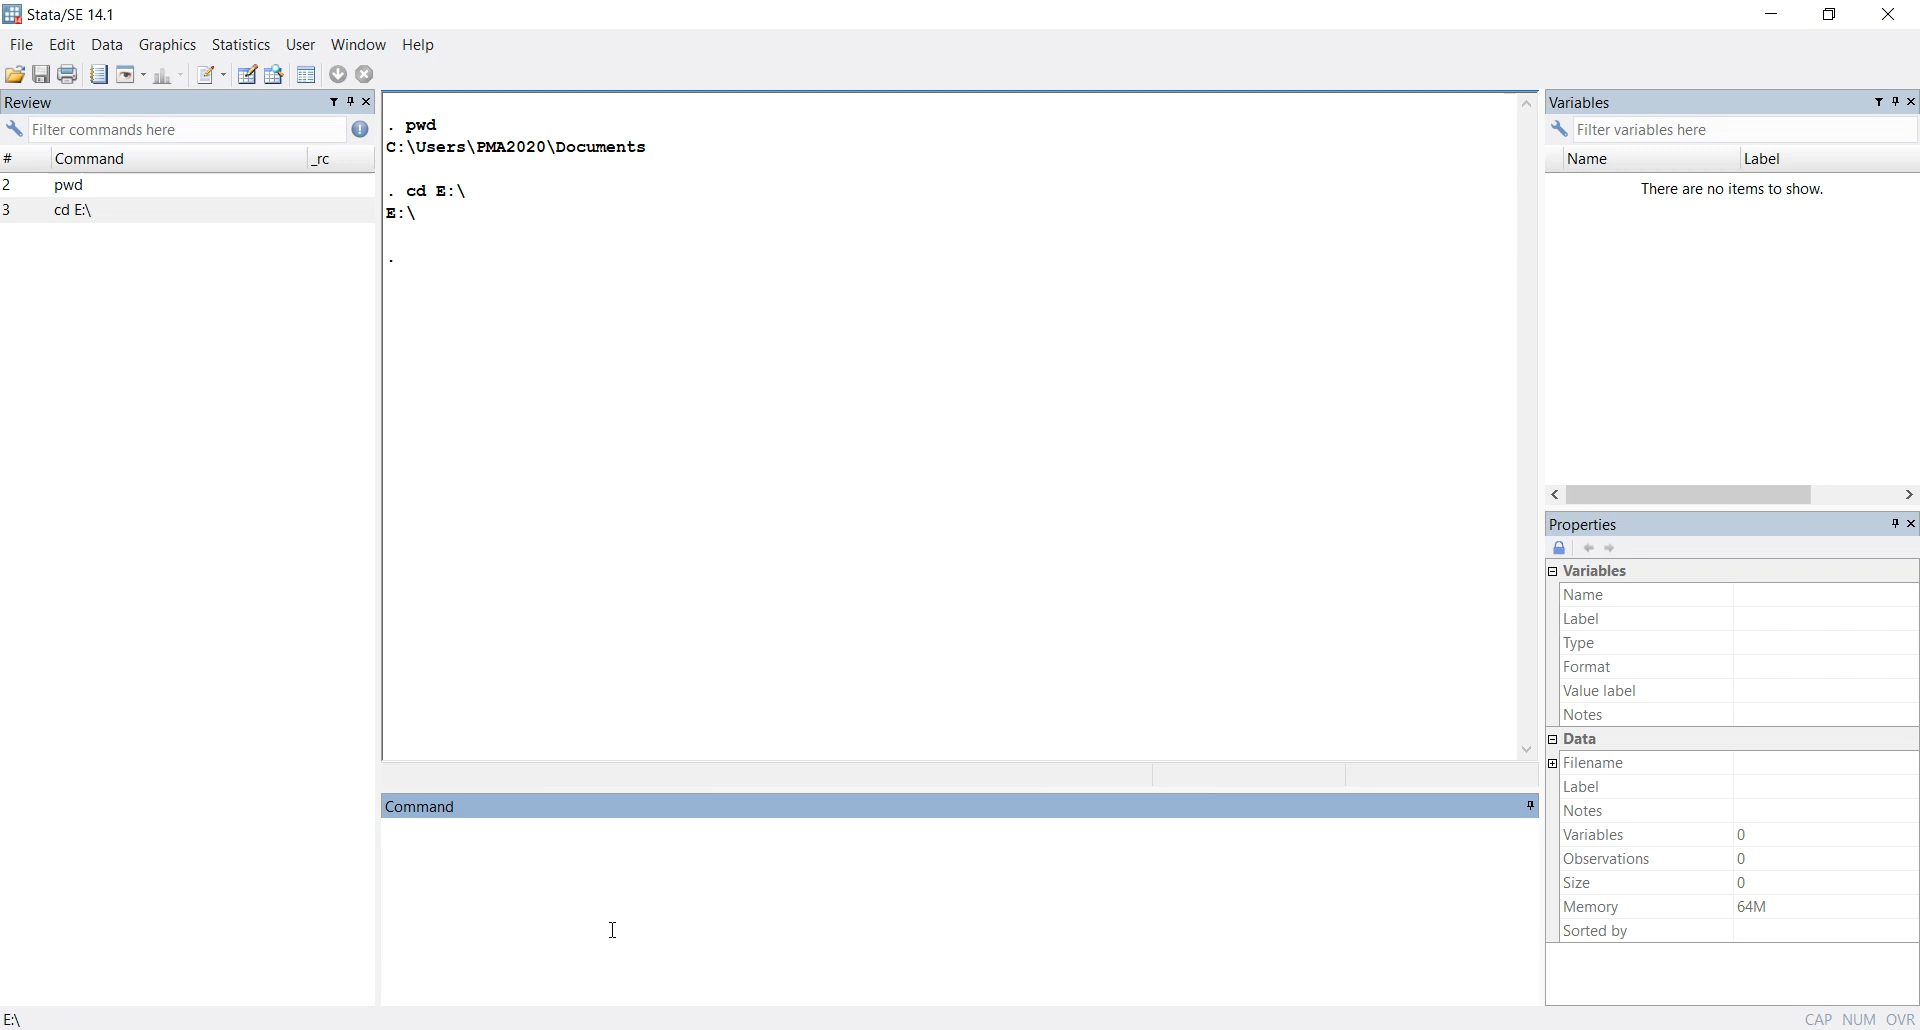 Stata/SE 14.1
File Edit Data Graphics Statistics User Window Help
Review
Filter commands here
# Command _rc
2 pwd
3 cd E:\
. pwd
C:\Users\PMA2020\Documents
. cd E:\
E:\
.
Command
Variables
Filter variables here
Name Label
There are no items to show.
Properties
Variables
Name
Label
Type
Format
Value label
Notes
Data
Filename
Label
Notes
Variables 0
Observations 0
Size 0
Memory 64M
Sorted by
E:\
CAP NUM OVR